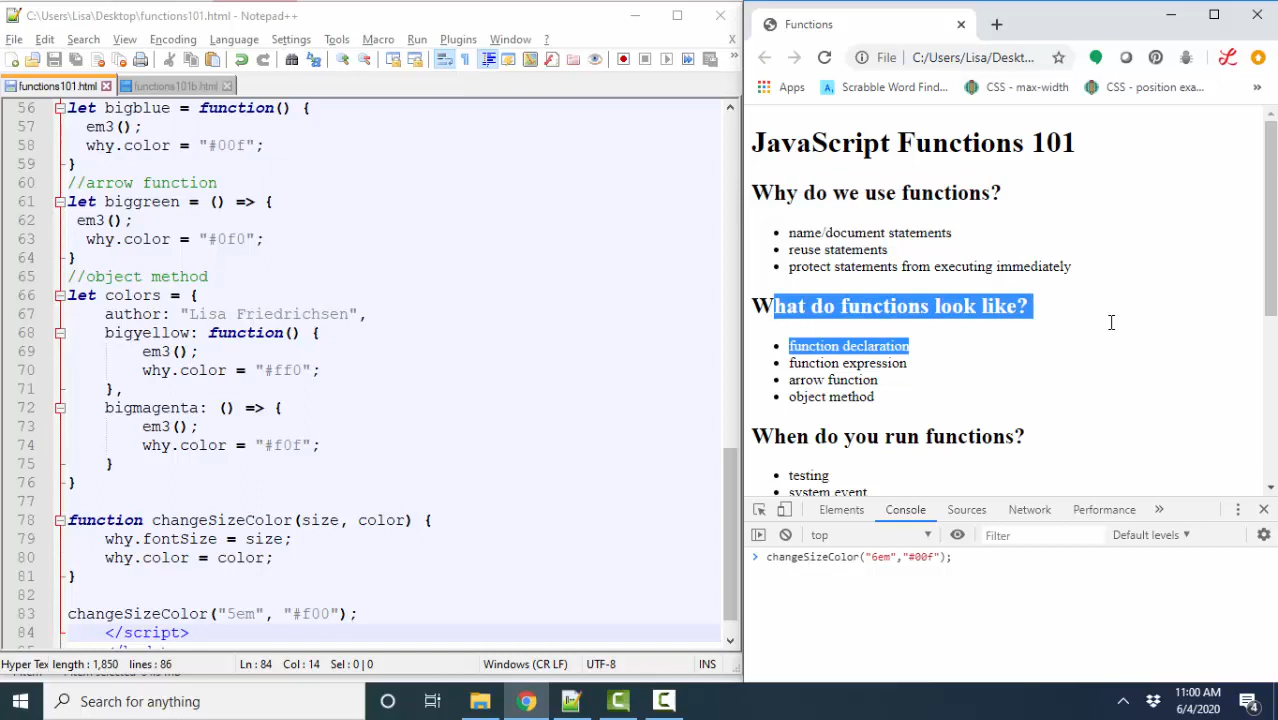 C:\Users\Lisa\Desktop\functions101.html - Notepad++
File Edit Search View Encoding Language Settings Tools Macro Run Plugins Window ? X
functions101.html functions101b.html
56 let bigblue = function() {
57 em3();
58 why.color = "#00f";
59 }
60 //arrow function
61 let biggreen = () => {
62 em3();
63 why.color = "#0f0";
64 }
65 //object method
66 let colors = {
67 author: "Lisa Friedrichsen",
68 bigyellow: function() {
69 em3();
70 why.color = "#ff0";
71 },
72 bigmagenta: () => {
73 em3();
74 why.color = "#f0f";
75 }
76 }
77
78 function changeSizeColor(size, color) {
79 why.fontSize = size;
80 why.color = color;
81 }
82
83 changeSizeColor("5em", "#f00");
84 </script>
Hyper Tex length : 1,850 lines : 86 Ln : 84 Col : 14 Sel : 0 | 0 Windows (CR LF) UTF-8 INS
Functions
File C:/Users/Lisa/Deskt...
Apps Scrabble Word Find... CSS - max-width CSS - position exa... »
JavaScript Functions 101
Why do we use functions?
• name/document statements
• reuse statements
• protect statements from executing immediately
What do functions look like?
• function declaration
• function expression
• arrow function
• object method
When do you run functions?
• testing
• system event
Elements Console Sources Network Performance »
top Filter Default levels
> changeSizeColor("6em","#00f");
Search for anything
11:00 AM
6/4/2020
4